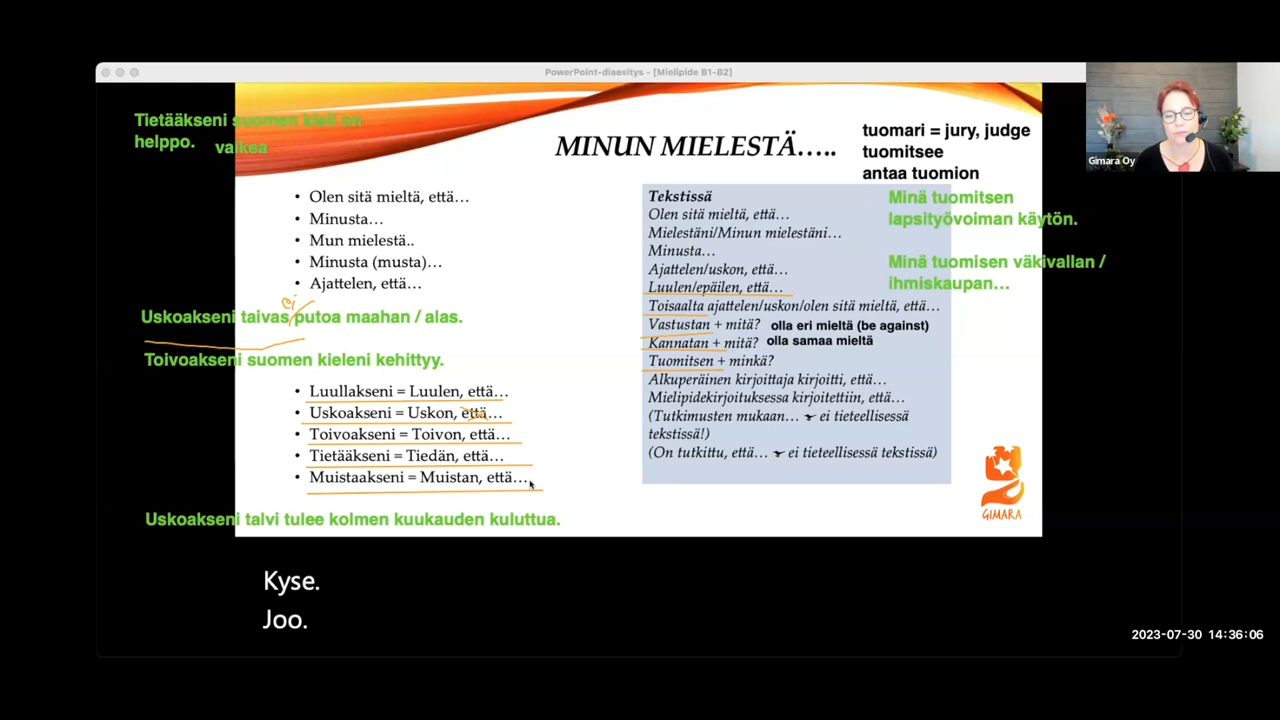 PowerPoint-diaesitys - [Mielipide B1-B2]
Tietääkseni suomen kieli on
helppo. vaikea
MINUN MIELESTÄ…..
tuomari = jury, judge
tuomitsee
antaa tuomion
Gimara Oy
• Olen sitä mieltä, että…
• Minusta…
• Mun mielestä..
• Minusta (musta)…
• Ajattelen, että…
ei
Uskoakseni taivas putoa maahan / alas.
Toivoakseni suomen kieleni kehittyy.
• Luullakseni = Luulen, että…
• Uskoakseni = Uskon, että…
• Toivoakseni = Toivon, että…
• Tietääkseni = Tiedän, että…
• Muistaakseni = Muistan, että…
Uskoakseni talvi tulee kolmen kuukauden kuluttua.
Tekstissä
Olen sitä mieltä, että…
Mielestäni/Minun mielestäni…
Minusta…
Ajattelen/uskon, että…
Luulen/epäilen, että…
Toisaalta ajattelen/uskon/olen sitä mieltä, että…
Vastustan + mitä? olla eri mieltä (be against)
Kannatan + mitä? olla samaa mieltä
Tuomitsen + minkä?
Alkuperäinen kirjoittaja kirjoitti, että…
Mielipidekirjoituksessa kirjoitettiin, että…
(Tutkimusten mukaan… ei tieteellisessä
tekstissä!)
(On tutkittu, että… ei tieteellisessä tekstissä)
Minä tuomitsen
lapsityövoiman käytön.
Minä tuomisen väkivallan /
ihmiskaupan…
GIMARA
Kyse.
Joo.
2023-07-30 14:36:06